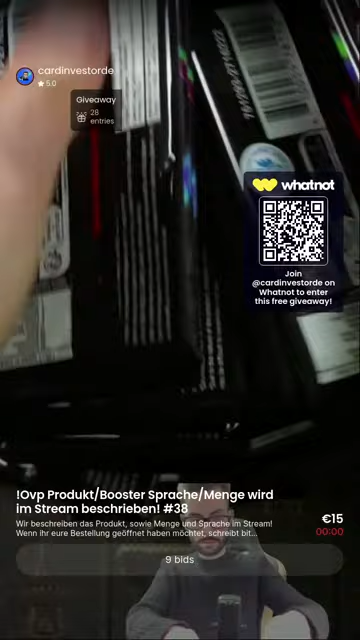 cardinvestorde
★ 5.0
Giveaway
28
entries
whatnot
Join
@cardinvestorde on
Whatnot to enter
this free giveaway!
!Ovp Produkt/Booster Sprache/Menge wird
im Stream beschrieben! #38
€15
Wir beschreiben das Produkt, sowie Menge und Sprache im Stream!
Wenn ihr eure Bestellung geöffnet haben möchtet, schreibt bit...
00:00
9 bids